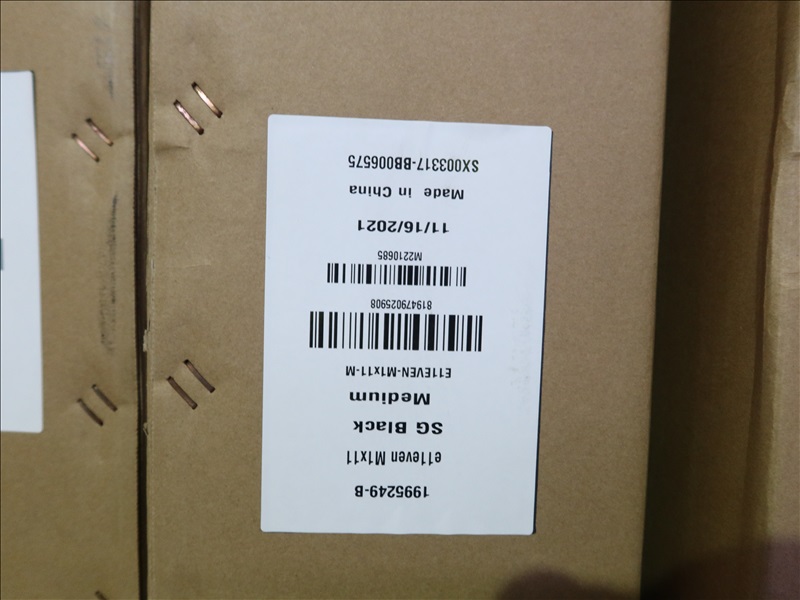 1995249-B
e11even M1x11
SG Black
Medium
E11EVEN-M1x11-M
819479025908
M2210685
11/16/2021
Made in China
SX003317-BB006575